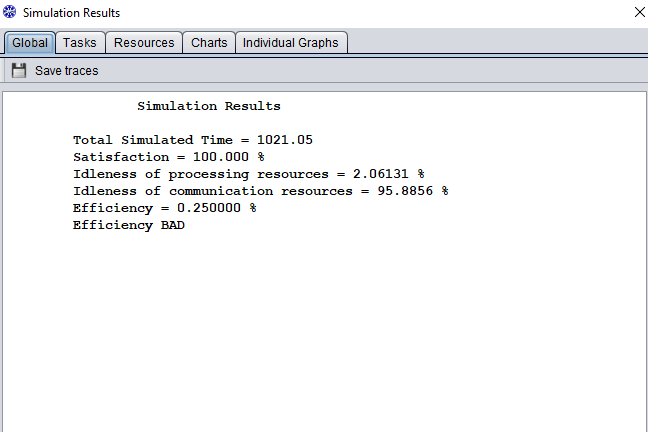 Simulation Results
Global Tasks Resources Charts Individual Graphs
Save traces
Simulation Results
Total Simulated Time = 1021.05
Satisfaction = 100.000 %
Idleness of processing resources = 2.06131 %
Idleness of communication resources = 95.8856 %
Efficiency = 0.250000 %
Efficiency BAD